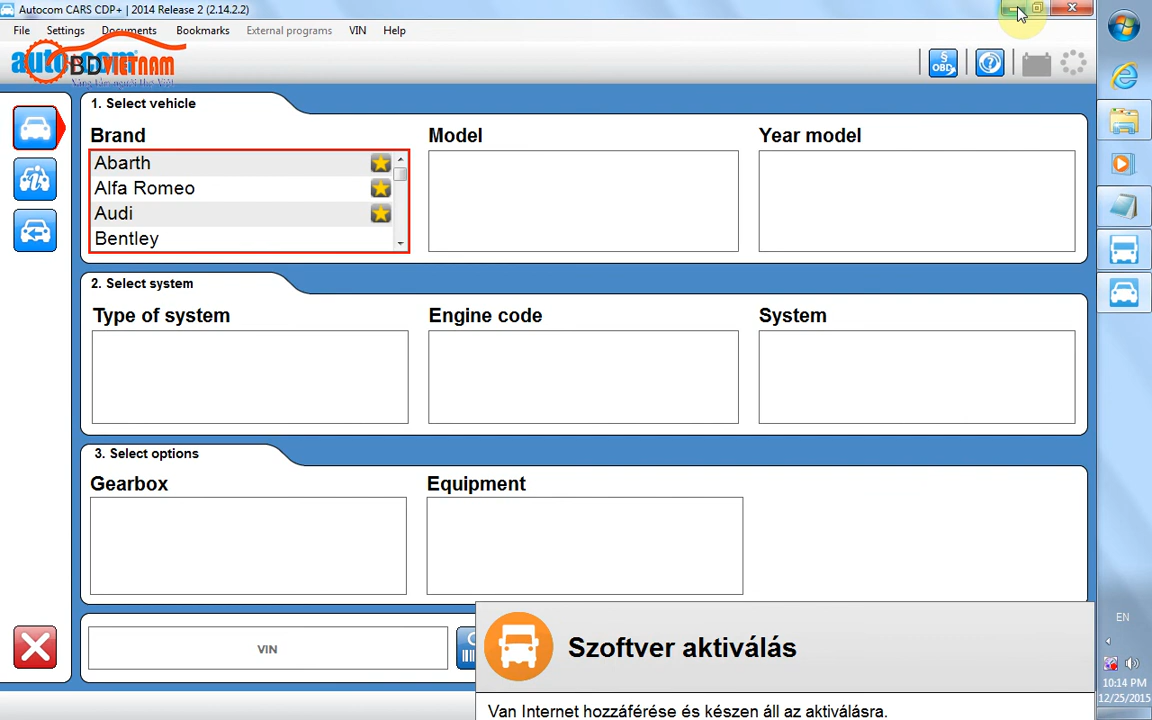 Autocom CARS CDP+ | 2014 Release 2 (2.14.2.2)
File Settings Documents Bookmarks External programs VIN Help
BDVIETNAM
OBD
1. Select vehicle
Brand Model Year model
Abarth
Alfa Romeo
Audi
Bentley
2. Select system
Type of system Engine code System
3. Select options
Gearbox Equipment
VIN
Szoftver aktiválás
Van Internet hozzáférése és készen áll az aktiválásra.
EN
10:14 PM
12/25/2015